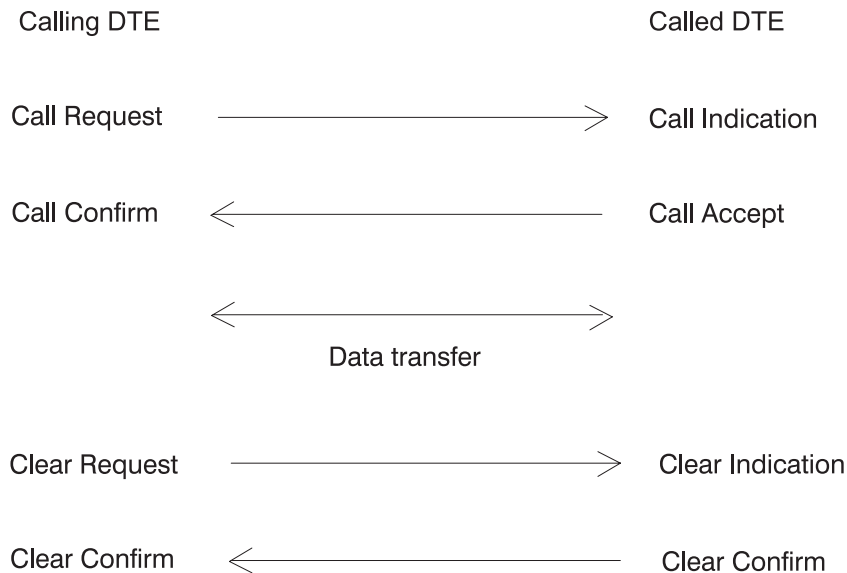 Calling DTE Called DTE
Call Request Call Indication
Call Confirm Call Accept
Data transfer
Clear Request Clear Indication
Clear Confirm Clear Confirm